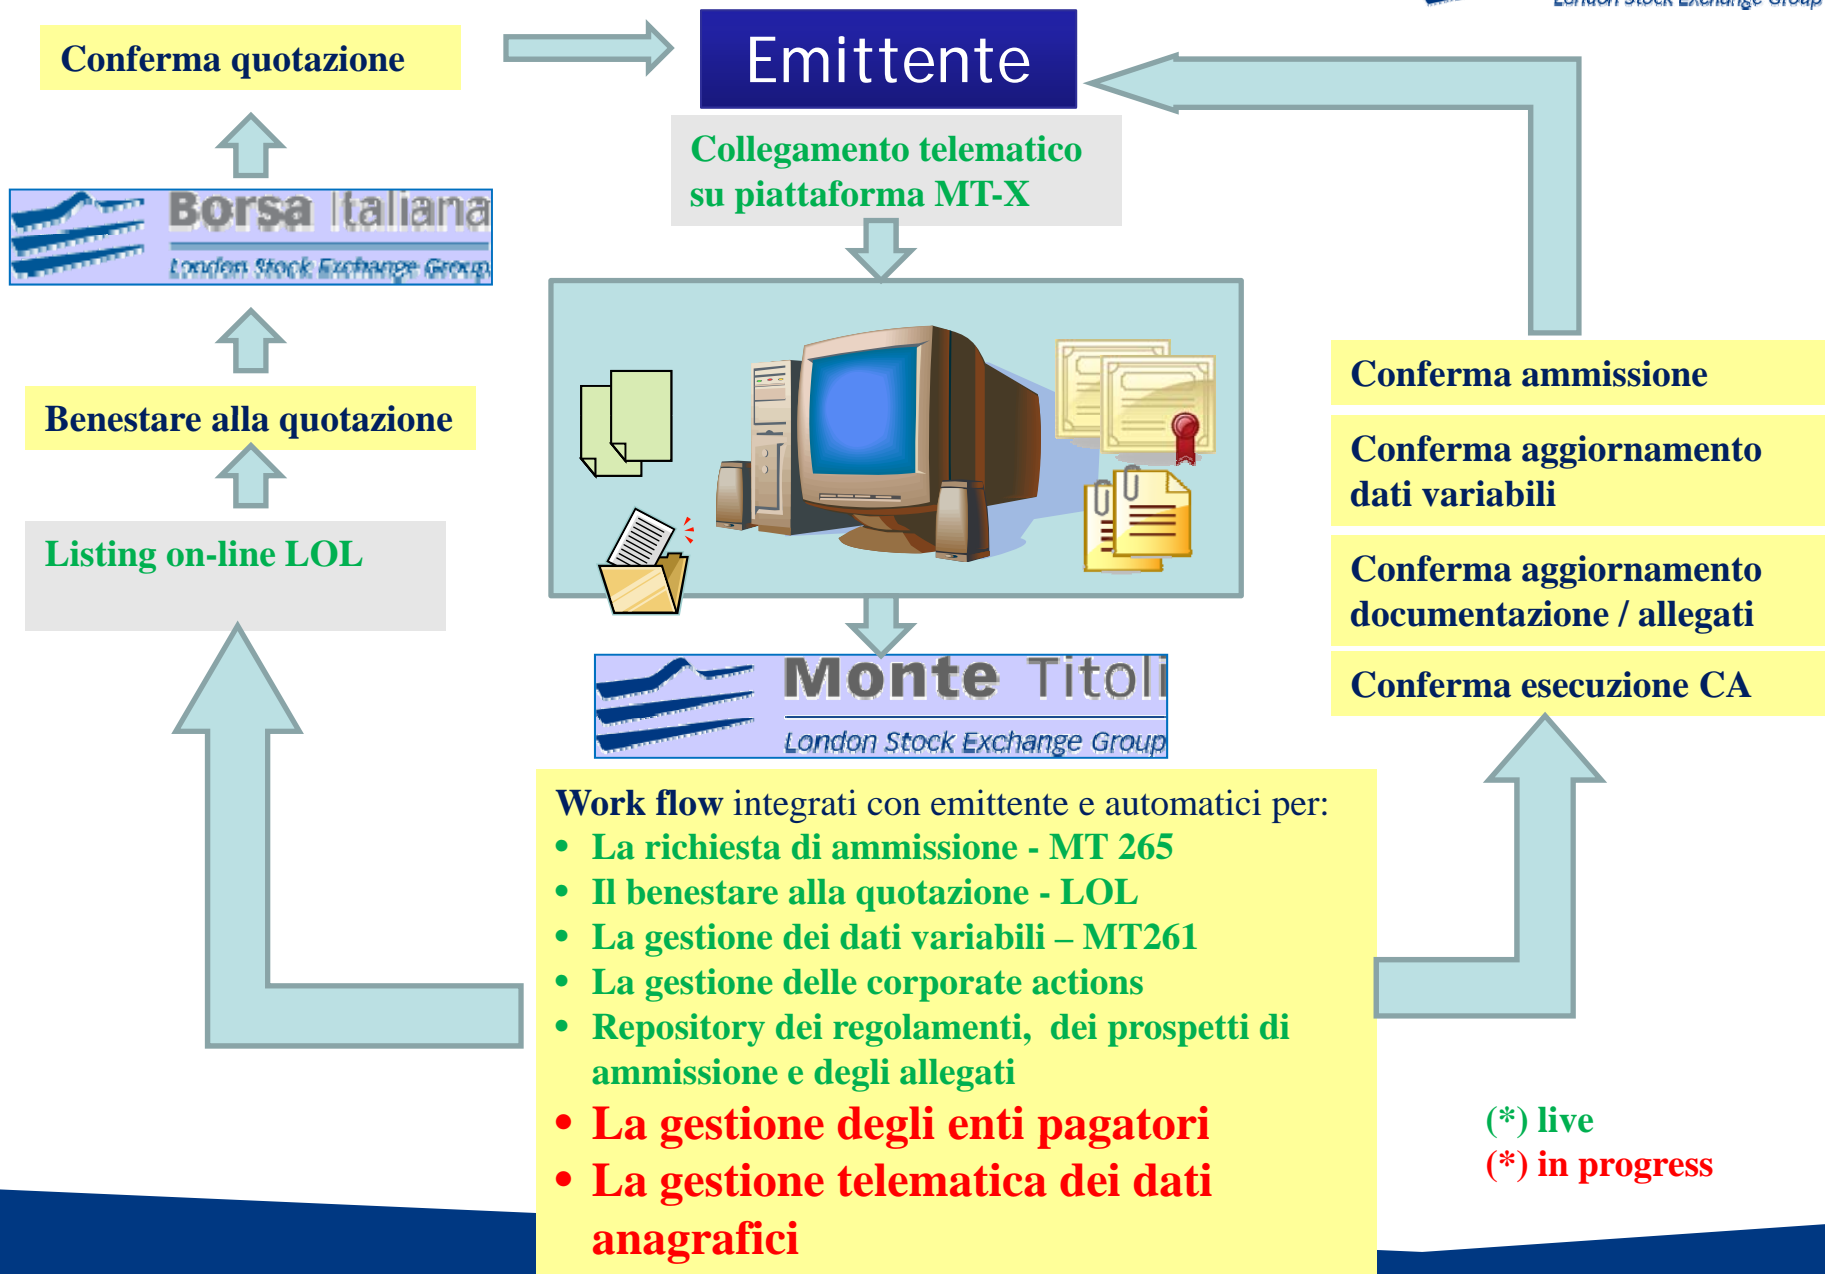 London Stock Exchange Group
Conferma quotazione
Emittente
Collegamento telematico
su piattaforma MT-X
Borsa Italiana
London Stock Exchange Group
Benestare alla quotazione
Listing on-line LOL
Conferma ammissione
Conferma aggiornamento
dati variabili
Conferma aggiornamento
documentazione / allegati
Conferma esecuzione CA
Monte Titoli
London Stock Exchange Group
Work flow integrati con emittente e automatici per:
• La richiesta di ammissione - MT 265
• Il benestare alla quotazione - LOL
• La gestione dei dati variabili – MT261
• La gestione delle corporate actions
• Repository dei regolamenti, dei prospetti di
ammissione e degli allegati
• La gestione degli enti pagatori
• La gestione telematica dei dati
anagrafici
(*) live
(*) in progress